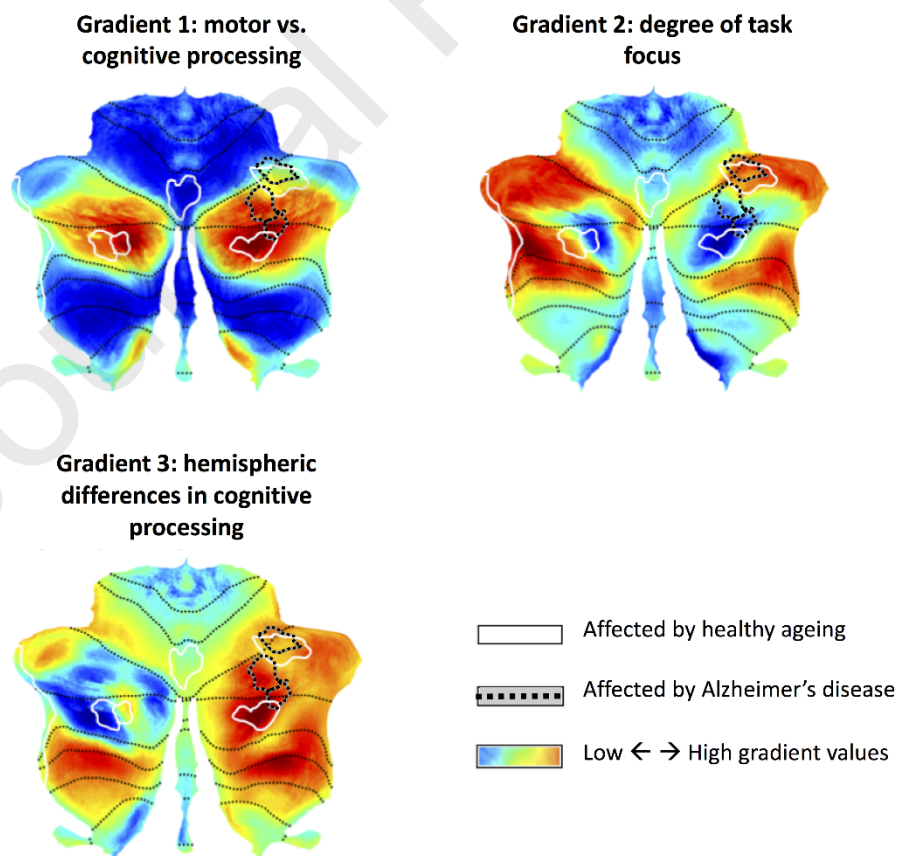 Gradient 1: motor vs.
cognitive processing
Gradient 2: degree of task
focus
Gradient 3: hemispheric
differences in cognitive
processing
Affected by healthy ageing
Affected by Alzheimer's disease
Low ← → High gradient values